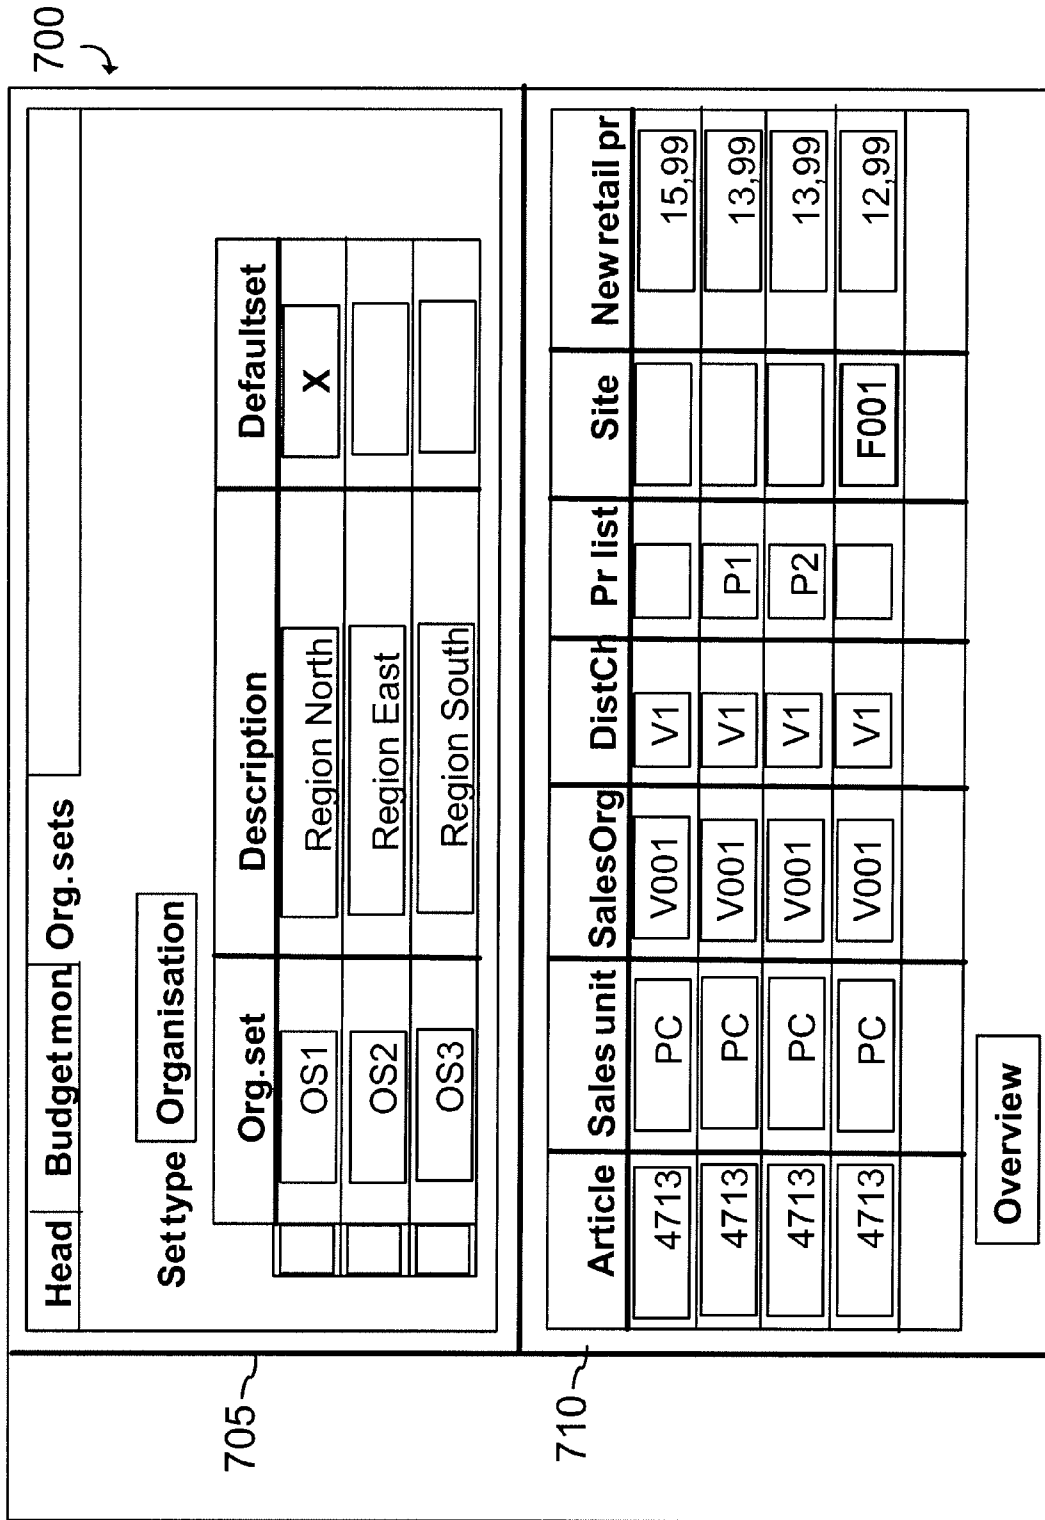 700
Head Budget mon Org. sets
Settype Organisation
Org. set Description Defaultset
OS1 Region North X
OS2 Region East
OS3 Region South
705
710
Article Sales unit SalesOrg DistCh Pr list Site New retail pr
4713 PC V001 V1 15,99
4713 PC V001 V1 P1 13,99
4713 PC V001 V1 P2 13,99
4713 PC V001 V1 F001 12,99
Overview